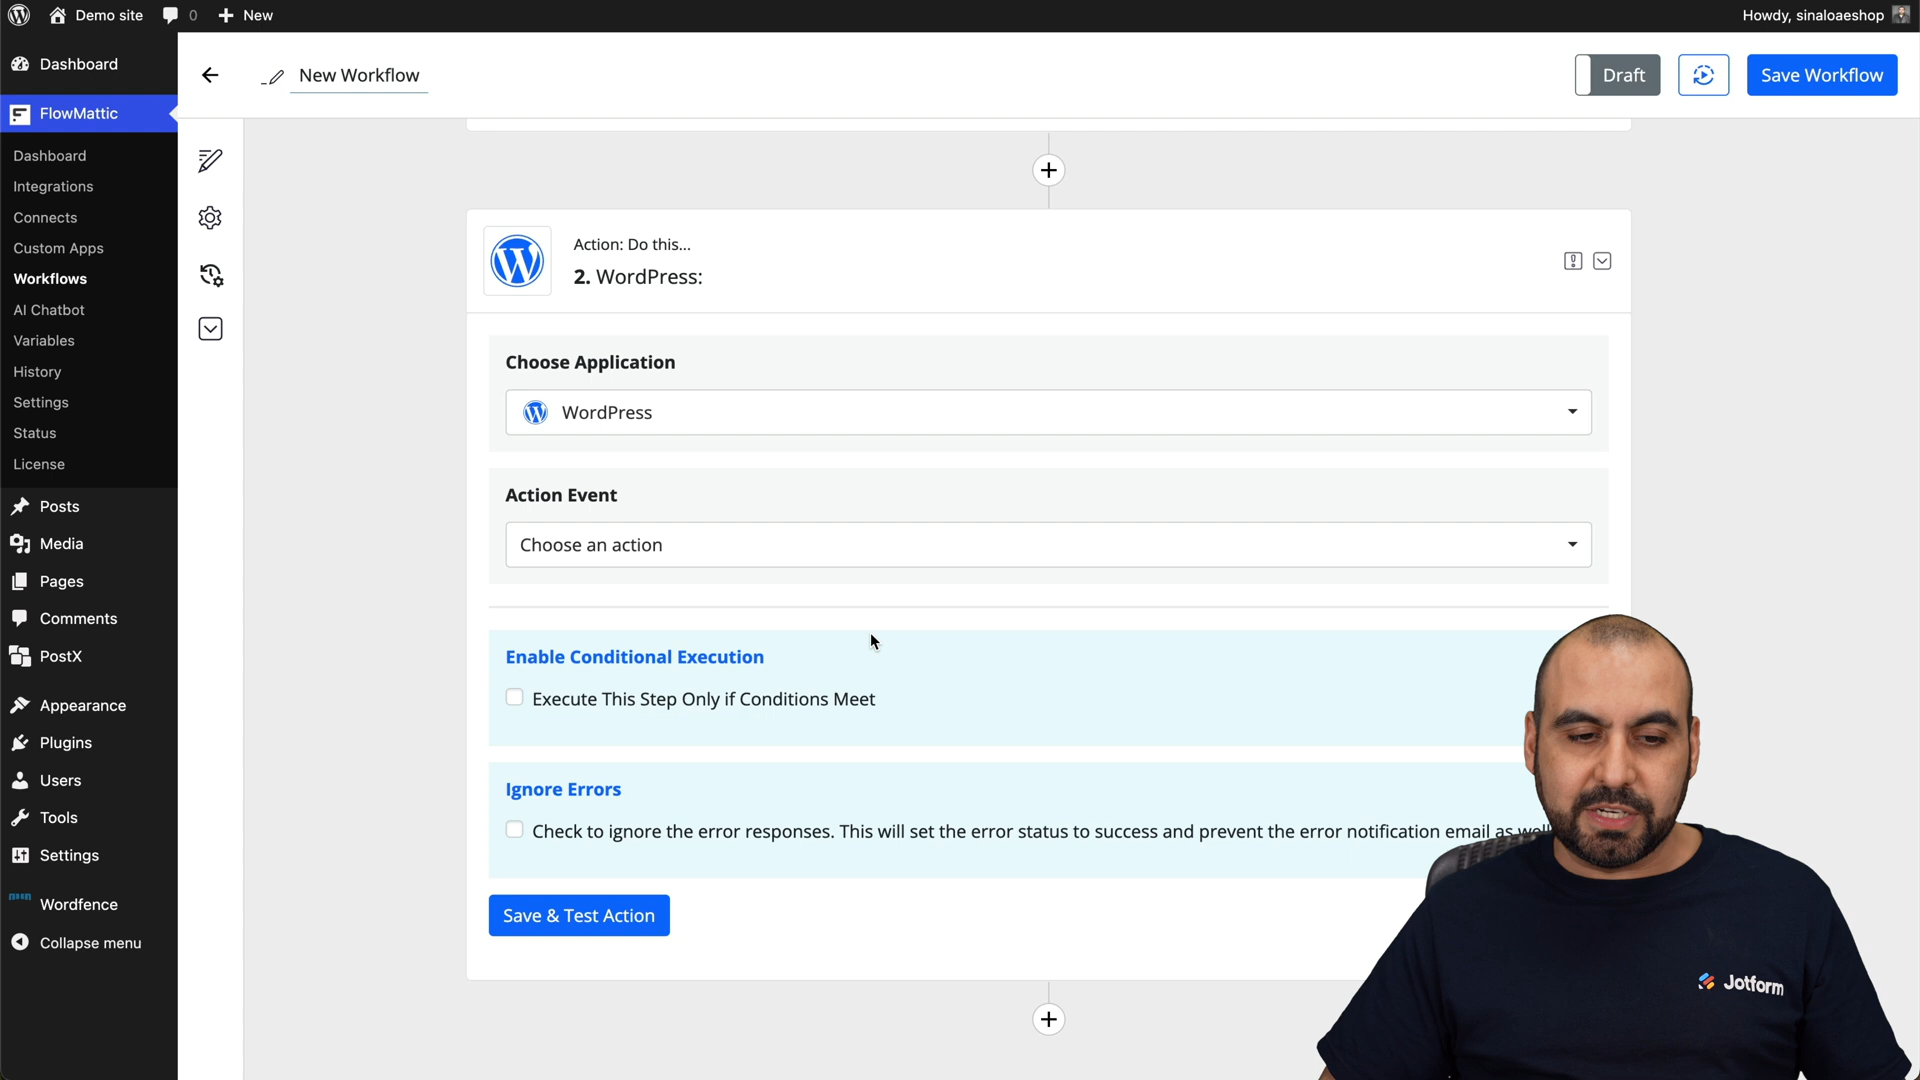 Demo site
0
New
Howdy, sinaloaeshop
Dashboard
FlowMattic
Dashboard
Integrations
Connects
Custom Apps
Workflows
AI Chatbot
Variables
History
Settings
Status
License
Posts
Media
Pages
Comments
PostX
Appearance
Plugins
Users
Tools
Settings
Wordfence
Collapse menu
New Workflow
Draft
Save Workflow
Action: Do this...
2. WordPress:
Choose Application
WordPress
Action Event
Choose an action
Enable Conditional Execution
Execute This Step Only if Conditions Meet
Ignore Errors
Check to ignore the error responses. This will set the error status to success and prevent the error notification email as well
Save & Test Action
Jotform